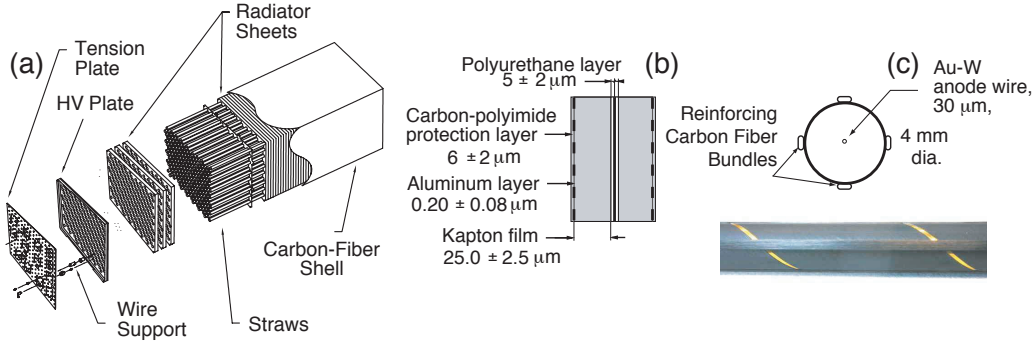 (a)
Tension
Plate
HV Plate
Radiator
Sheets
Carbon-Fiber
Shell
Wire
Support
Straws
(b)
Polyurethane layer
5 ± 2 μm
Carbon-polyimide
protection layer
6 ±2 μm
Aluminum layer
0.20 ± 0.08 μm
Kapton film
25.0 ± 2.5 μm
(c)
Au-W
anode wire,
30 μm,
Reinforcing
Carbon Fiber
Bundles
4 mm
dia.